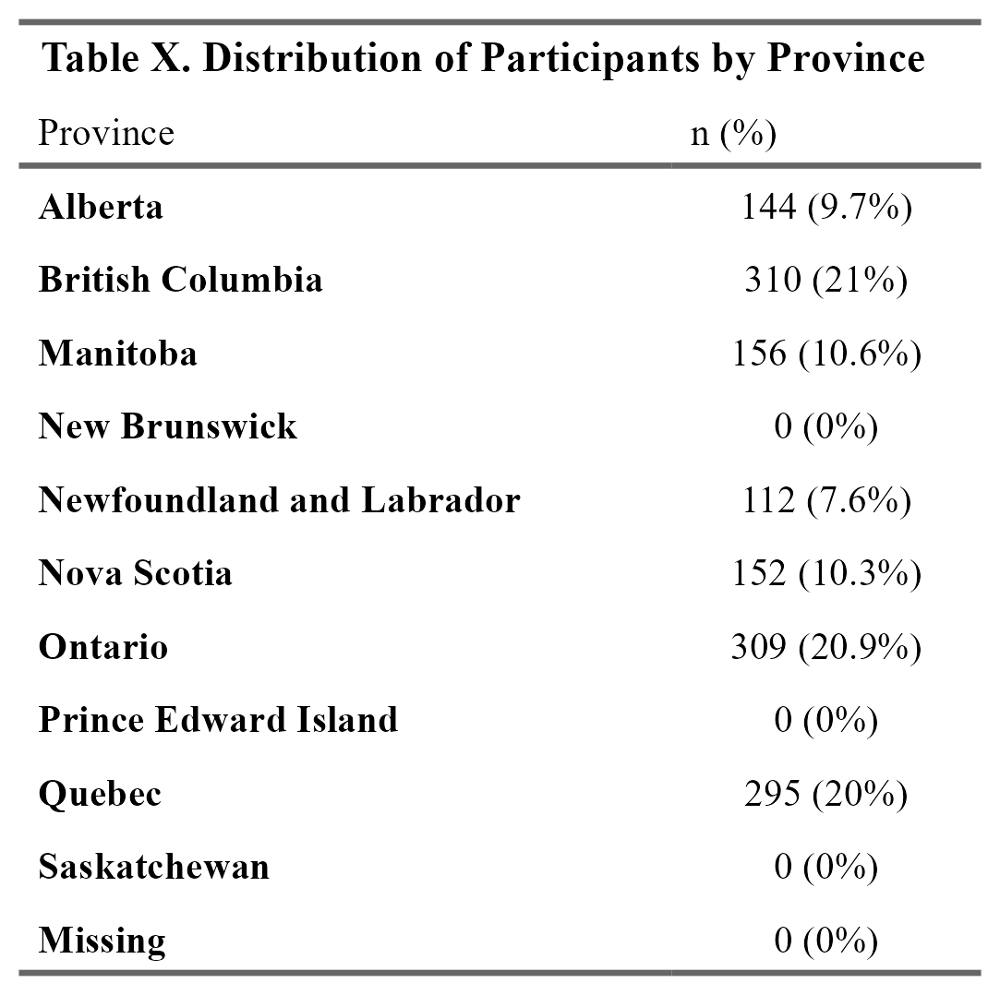 Table X. Distribution of Participants by Province
Province n (%)
Alberta 144 (9.7%)
British Columbia 310 (21%)
Manitoba 156 (10.6%)
New Brunswick 0 (0%)
Newfoundland and Labrador 112 (7.6%)
Nova Scotia 152 (10.3%)
Ontario 309 (20.9%)
Prince Edward Island 0 (0%)
Quebec 295 (20%)
Saskatchewan 0 (0%)
Missing 0 (0%)